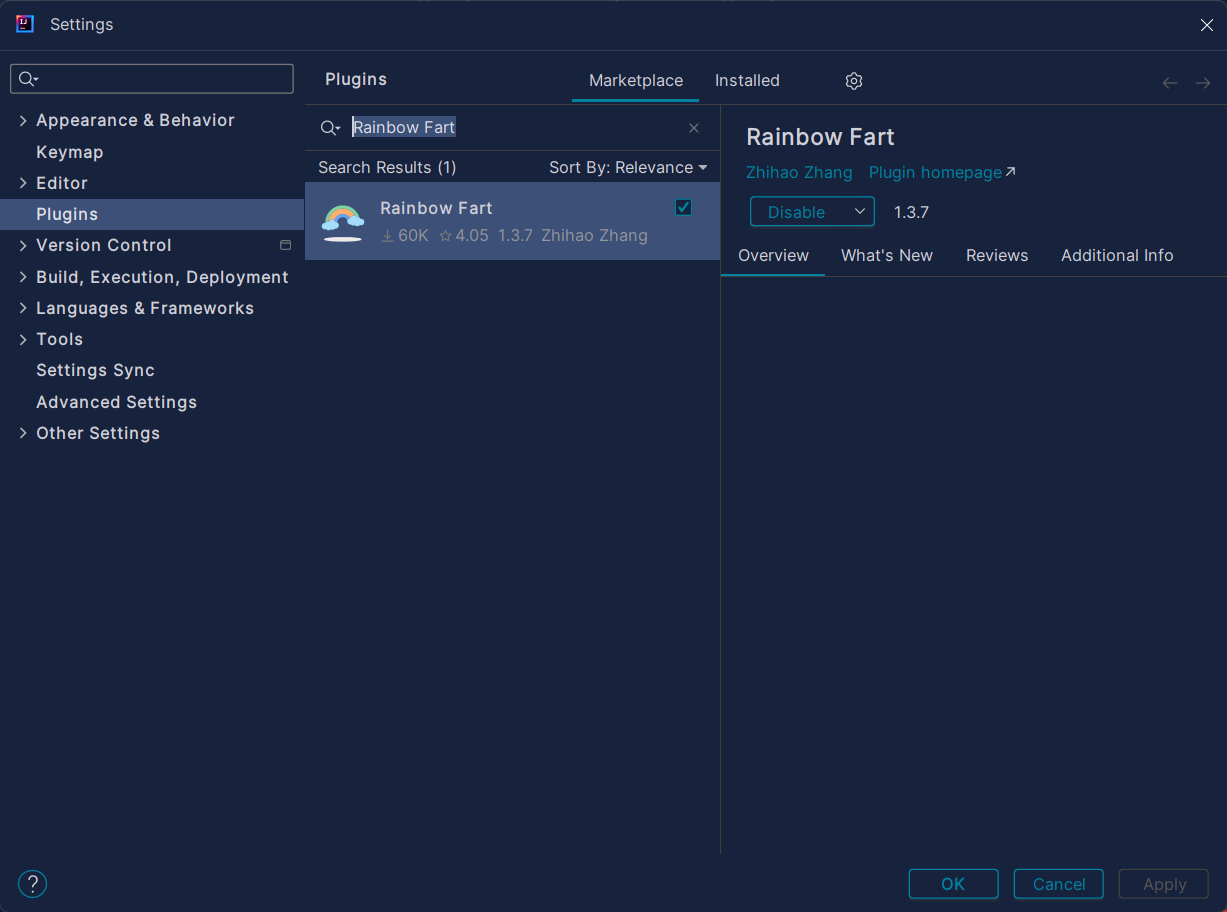 Settings
Plugins
Marketplace
Installed
Appearance & Behavior
Keymap
Editor
Plugins
Version Control
Build, Execution, Deployment
Languages & Frameworks
Tools
Settings Sync
Advanced Settings
Other Settings
Rainbow Fart
Search Results (1)
Sort By: Relevance
Rainbow Fart
60K 4.05 1.3.7 Zhihao Zhang
Rainbow Fart
Zhihao Zhang Plugin homepage
Disable 1.3.7
Overview What's New Reviews Additional Info
?
OK
Cancel
Apply